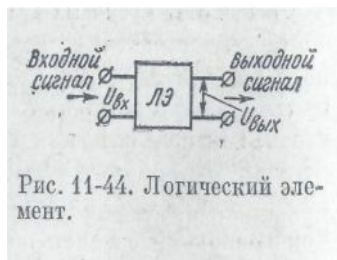 Входной
сигнал
Uвх
ЛЭ
Выходной
сигнал
Uвых
Рис. 11-44. Логический эле-
мент.